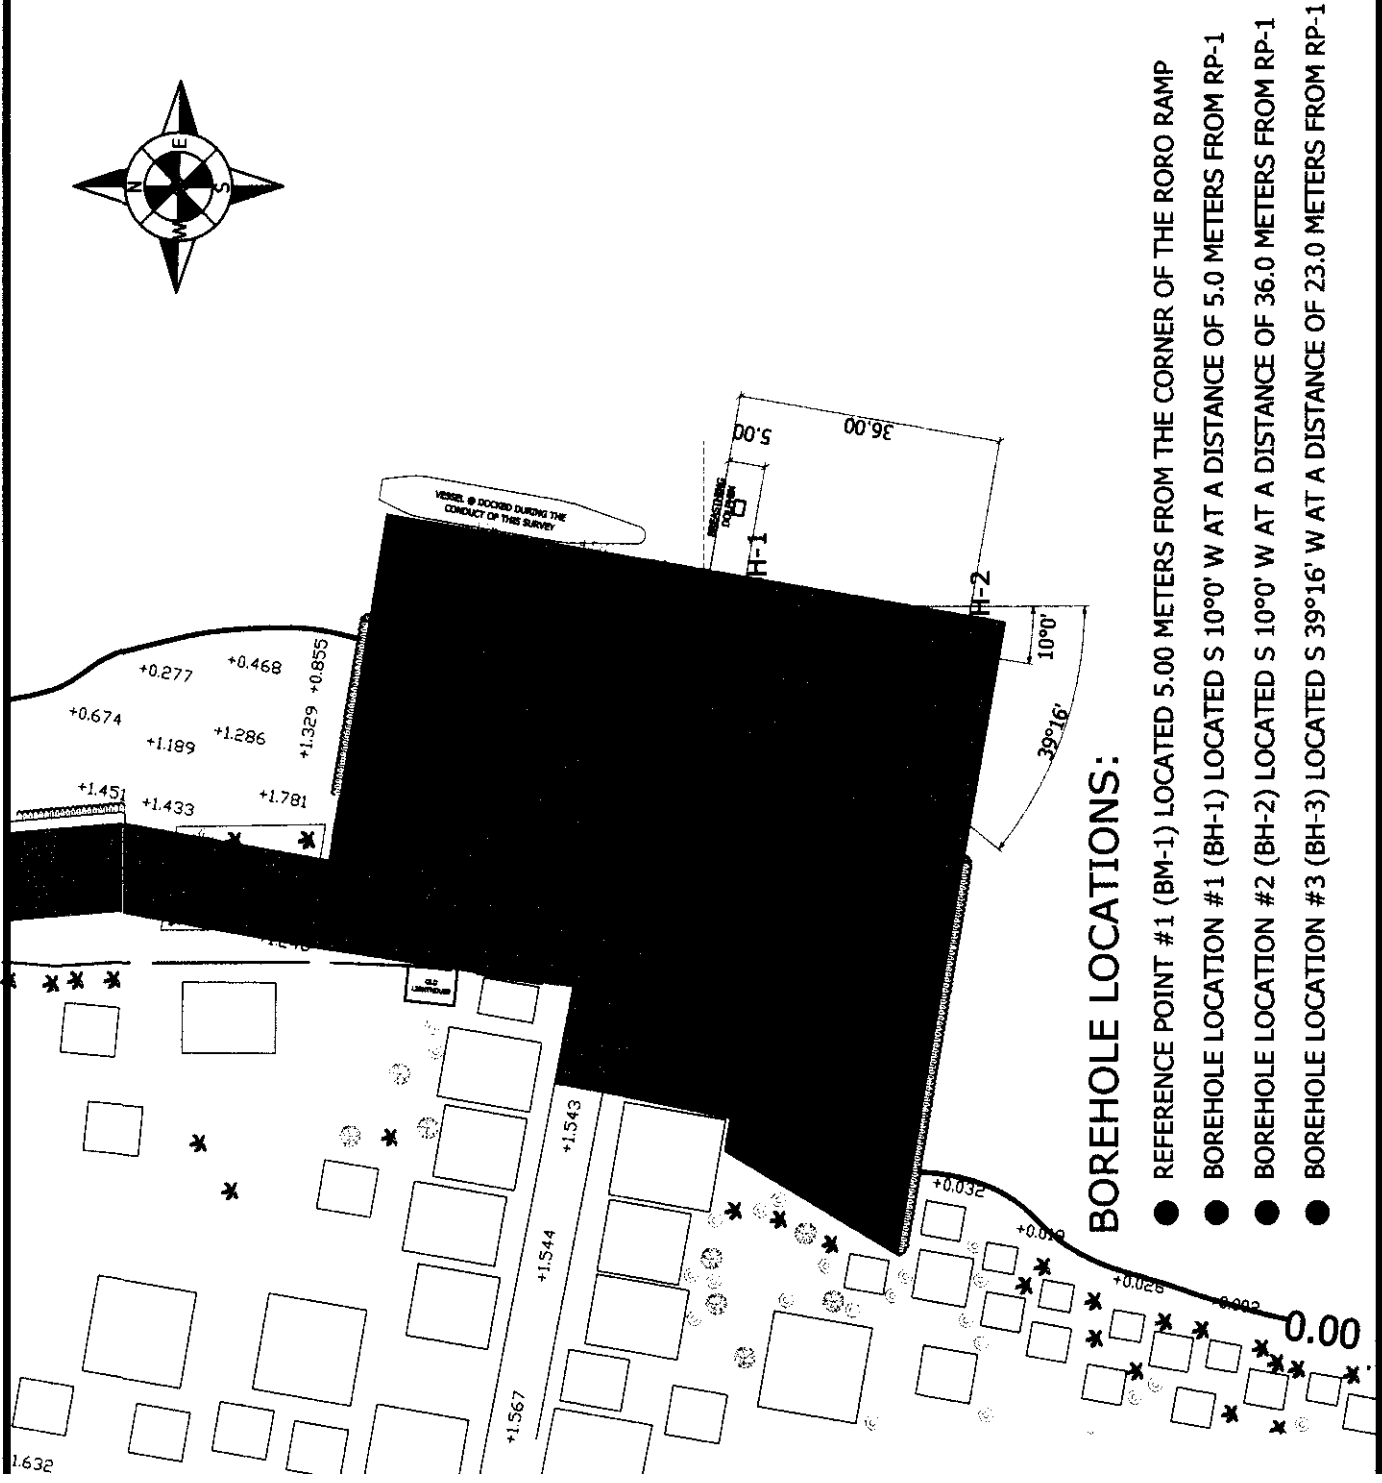 N
E
S
W
VESSEL @ DOCKED DURING THE
CONDUCT OF THIS SURVEY
BREASTHING
DOLPHIN
5.00
36.00
H-1
H-2
10°0'
39°16'
+0.277
+0.468
+0.855
+0.674
+1.189
+1.286
+1.329
+1.451
+1.433
+1.781
OLD
LIGHTHOUSE
+1.543
+1.544
+1.567
1.632
+0.032
+0.019
+0.026
0.00
BOREHOLE LOCATIONS:
● REFERENCE POINT #1 (BM-1) LOCATED 5.00 METERS FROM THE CORNER OF THE RORO RAMP
● BOREHOLE LOCATION #1 (BH-1) LOCATED S 10°0' W AT A DISTANCE OF 5.0 METERS FROM RP-1
● BOREHOLE LOCATION #2 (BH-2) LOCATED S 10°0' W AT A DISTANCE OF 36.0 METERS FROM RP-1
● BOREHOLE LOCATION #3 (BH-3) LOCATED S 39°16' W AT A DISTANCE OF 23.0 METERS FROM RP-1